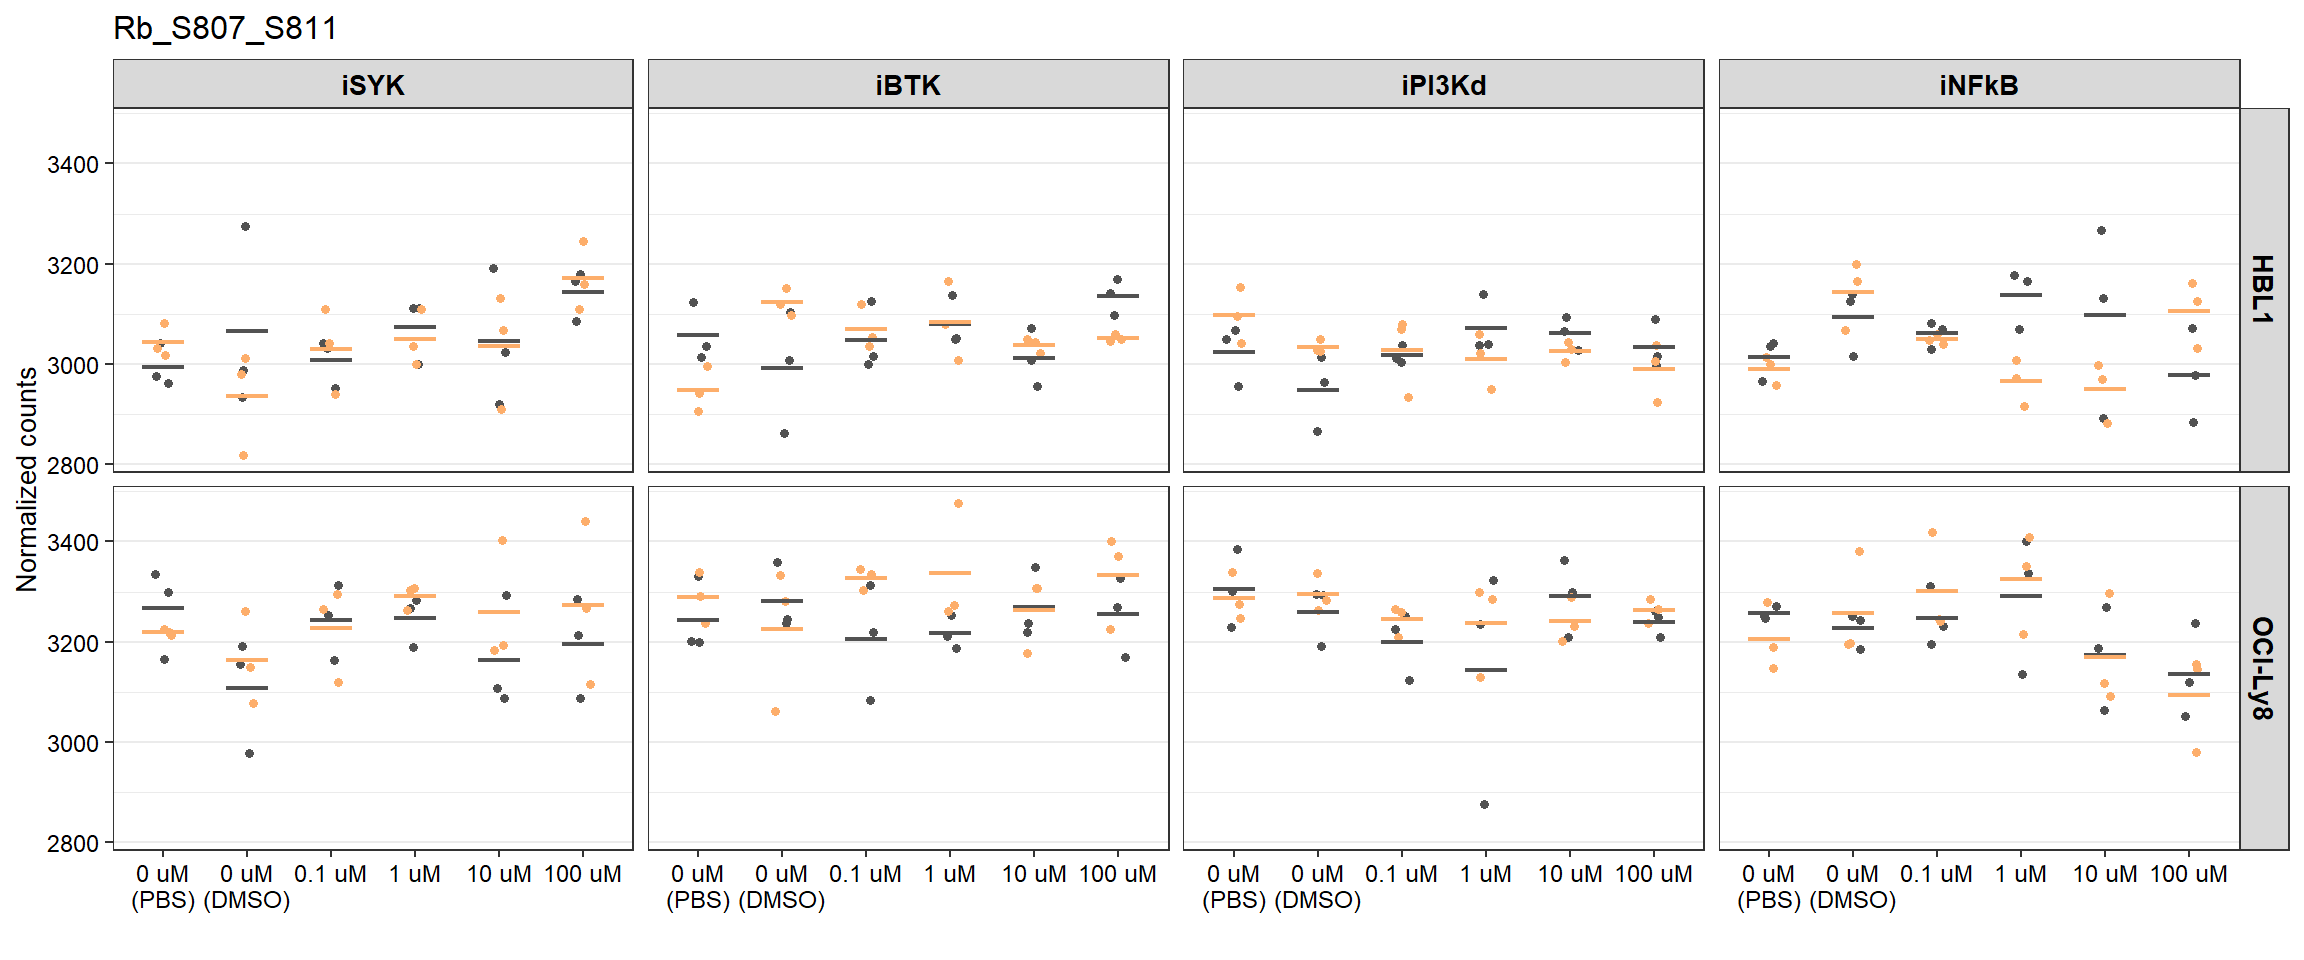 Rb_S807_S811
iSYK
iBTK
iPI3Kd
iNFkB
Normalized counts
3400
3200
3000
2800
HBL1
3400
3200
3000
2800
OCI-Ly8
0 uM (PBS)
0 uM (DMSO)
0.1 uM
1 uM
10 uM
100 uM
0 uM (PBS)
0 uM (DMSO)
0.1 uM
1 uM
10 uM
100 uM
0 uM (PBS)
0 uM (DMSO)
0.1 uM
1 uM
10 uM
100 uM
0 uM (PBS)
0 uM (DMSO)
0.1 uM
1 uM
10 uM
100 uM